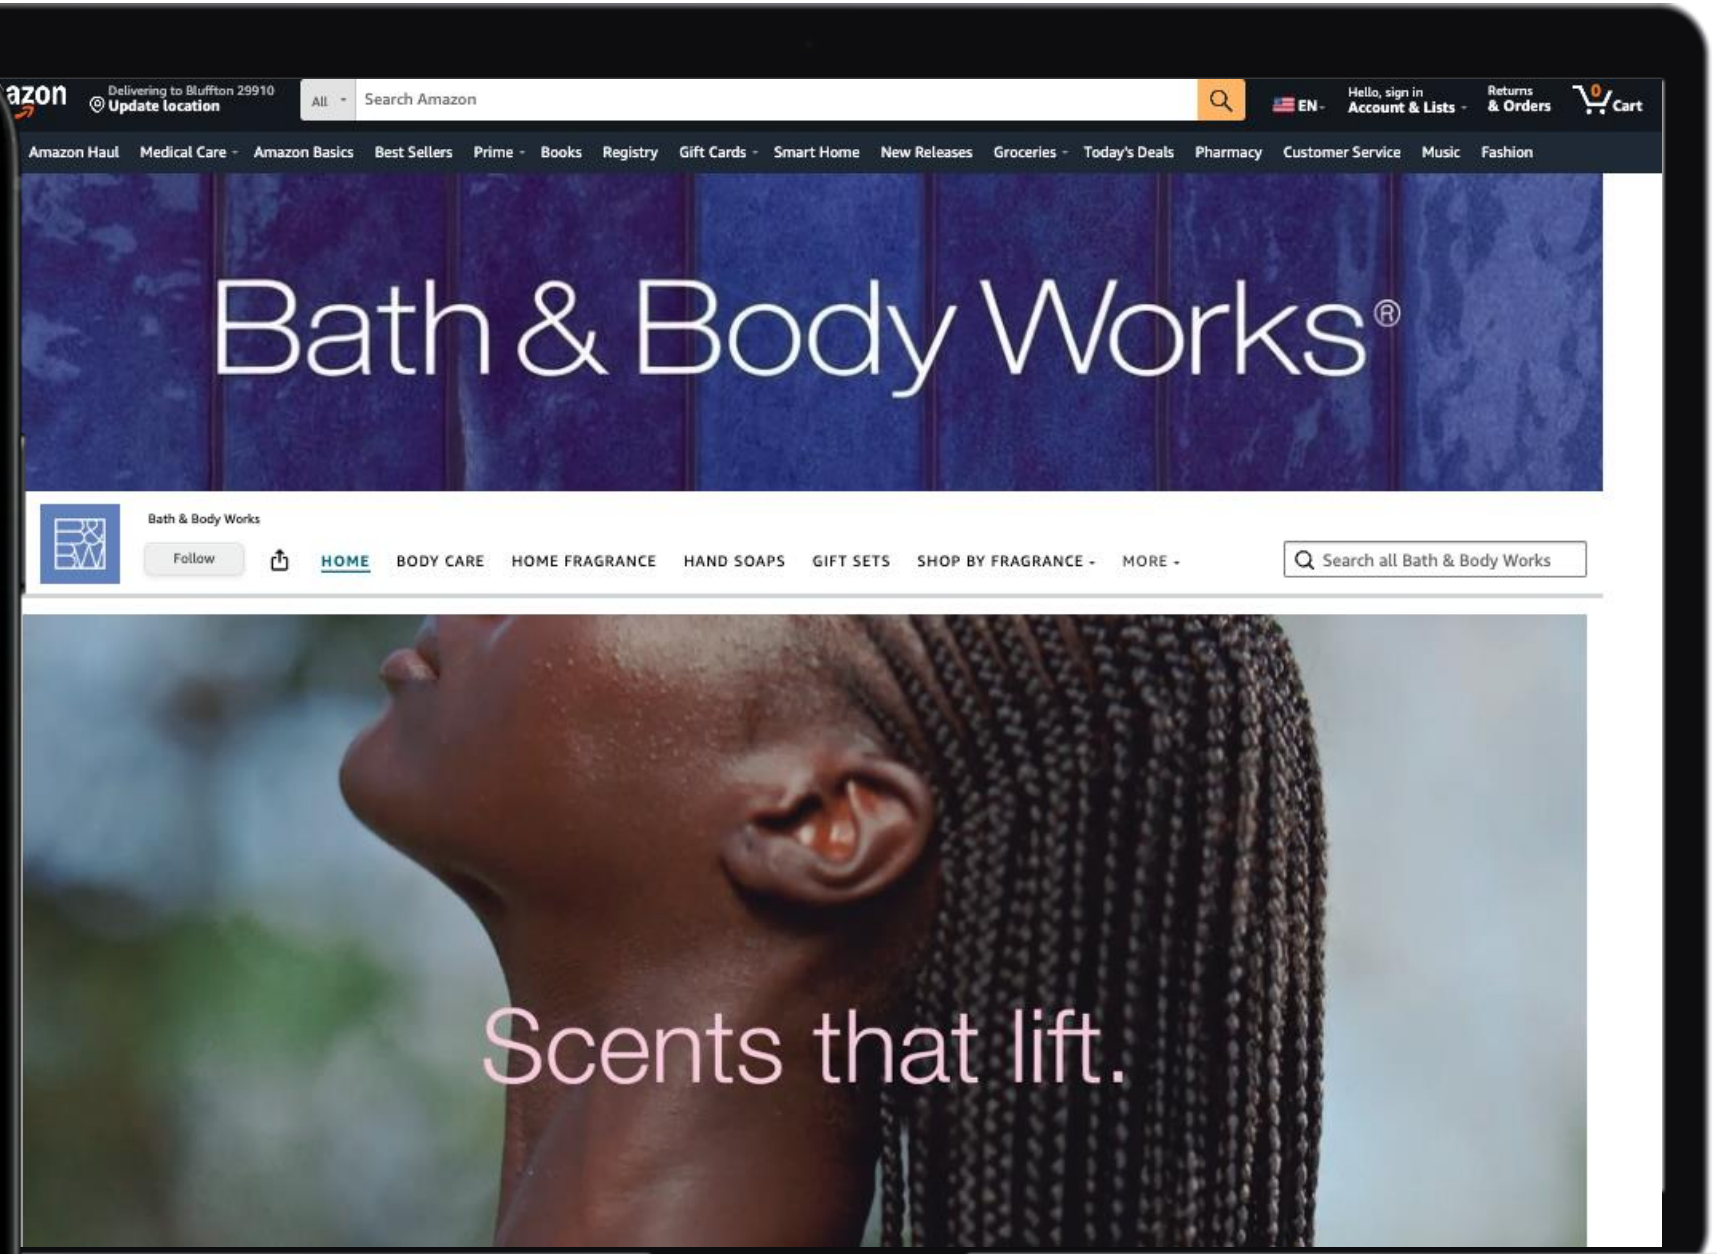 azon
Delivering to Bluffton 29910
Update location
All
Search Amazon
EN
Hello, sign in
Account & Lists
Returns
& Orders
0
Cart
Amazon Haul Medical Care Amazon Basics Best Sellers Prime Books Registry Gift Cards Smart Home New Releases Groceries Today's Deals Pharmacy Customer Service Music Fashion
Bath & Body Works®
B&
BW
Bath & Body Works
Follow
HOME BODY CARE HOME FRAGRANCE HAND SOAPS GIFT SETS SHOP BY FRAGRANCE MORE
Search all Bath & Body Works
Scents that lift.